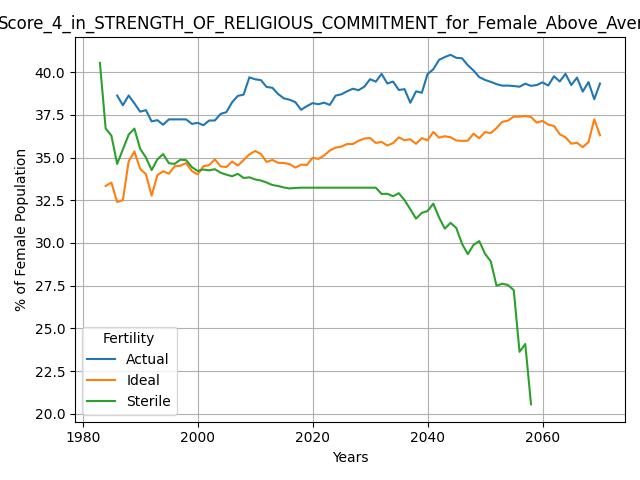 Score_4_in_STRENGTH_OF_RELIGIOUS_COMMITMENT_for_Female_Above_Aver
40.0
37.5
35.0
32.5
30.0
27.5
25.0
22.5
20.0
% of Female Population
Fertility
Actual
Ideal
Sterile
1980
2000
2020
2040
2060
Years